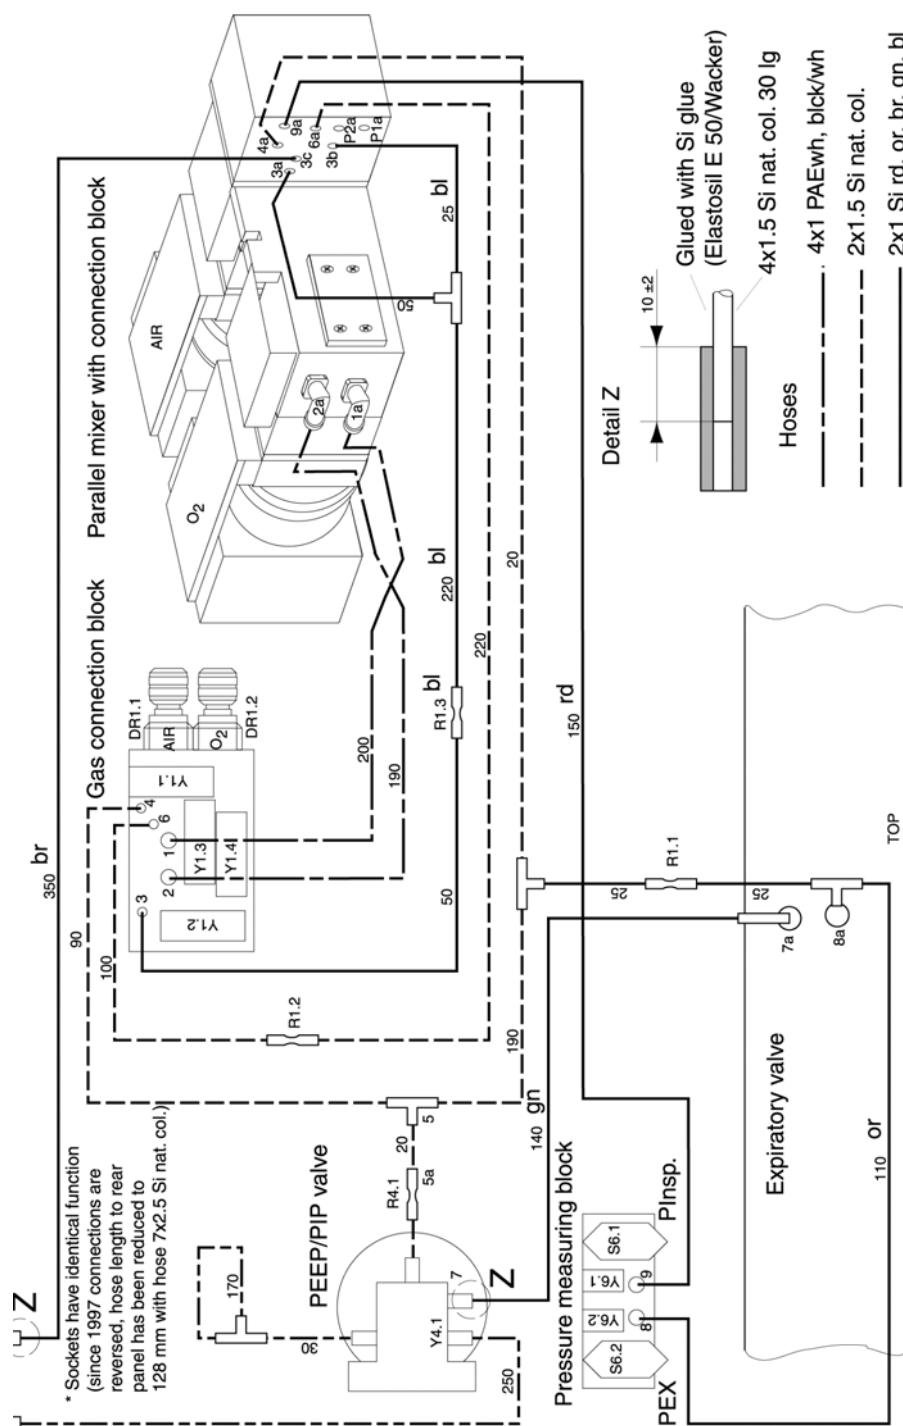 Z
* Sockets have identical function
(since 1997 connections are
reversed, hose length to rear
panel has been reduced to
128 mm with hose 7x2.5 Si nat. col.)
350
br
90
100
Gas connection block
3
2
1
6
4
Y1.2
Y1.3
Y1.4
Y1.1
DR1.1
AIR
O2
DR1.2
Parallel mixer with connection block
AIR
O2
4a
9a
3a
3c
6a
P2a
3b
P1a
2a
1a
50
25
bl
200
190
R1.2
50
R1.3
bl
220
bl
220
20
190
150
rd
PEEP/PIP valve
170
30
250
Y4.1
7
Z
R4.1
20
5a
5
140
gn
25
R1.1
25
Pressure measuring block
PEX
S6.2
Y6.2
Y6.1
S6.1
8
9
PInsp.
Expiratory valve
7a
8a
TOP
110
or
Detail Z
10 ±2
Glued with Si glue
(Elastosil E 50/Wacker)
4x1.5 Si nat. col. 30 lg
Hoses
4x1 PAEwh, blck/wh
2x1.5 Si nat. col.
2x1 Si rd, or, br, gn, bl